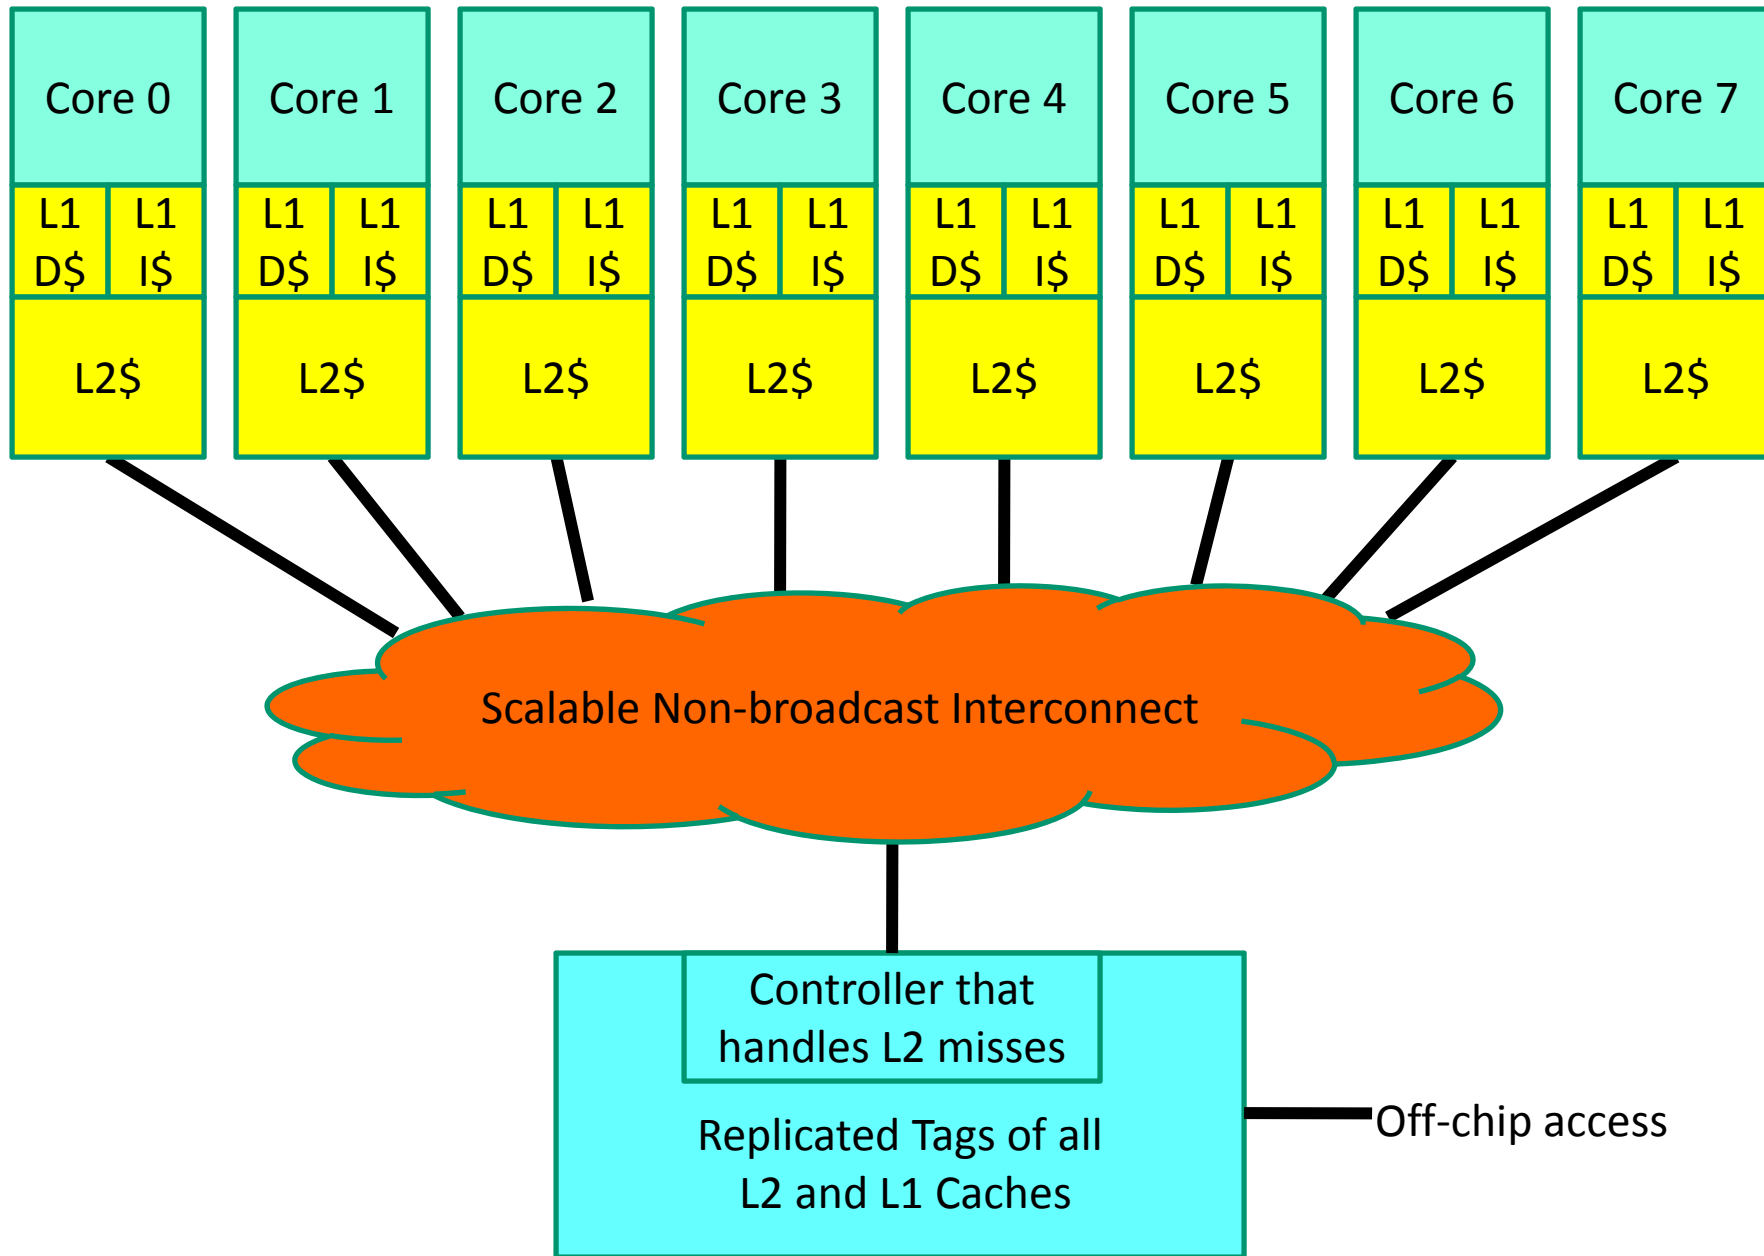 Core 0
Core 1
Core 2
Core 3
Core 4
Core 5
Core 6
Core 7
L1 L1
D$ I$
L1 L1
D$ I$
L1 L1
D$ I$
L1 L1
D$ I$
L1 L1
D$ I$
L1 L1
D$ I$
L1 L1
D$ I$
L1 L1
D$ I$
L2$
L2$
L2$
L2$
L2$
L2$
L2$
L2$
Scalable Non-broadcast Interconnect
Controller that
handles L2 misses
Replicated Tags of all
L2 and L1 Caches
Off-chip access